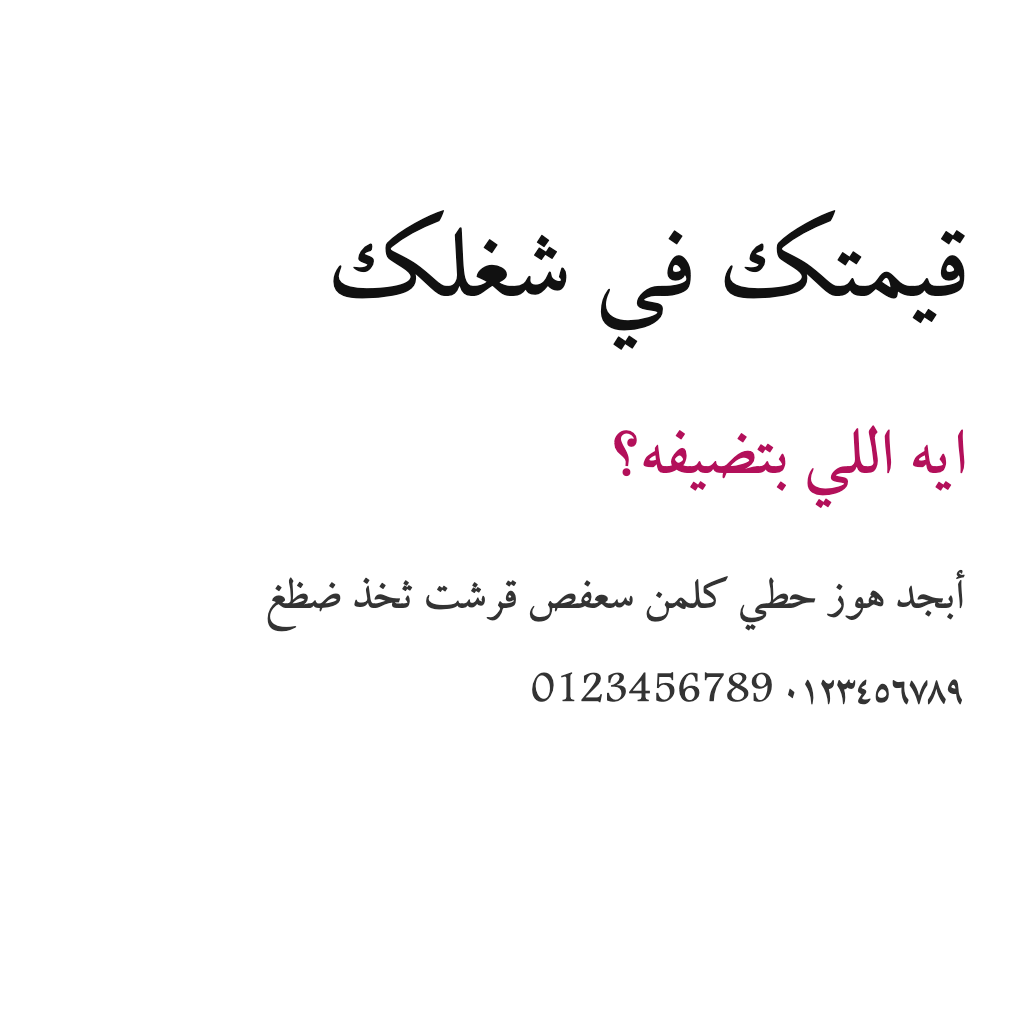 قيمتك في شغلك
ايه اللي بتضيفه؟
أبجد هوز حطي كلمن سعفص قرشت ثخذ ضظغ
٠١٢٣٤٥٦٧٨٩ 0123456789